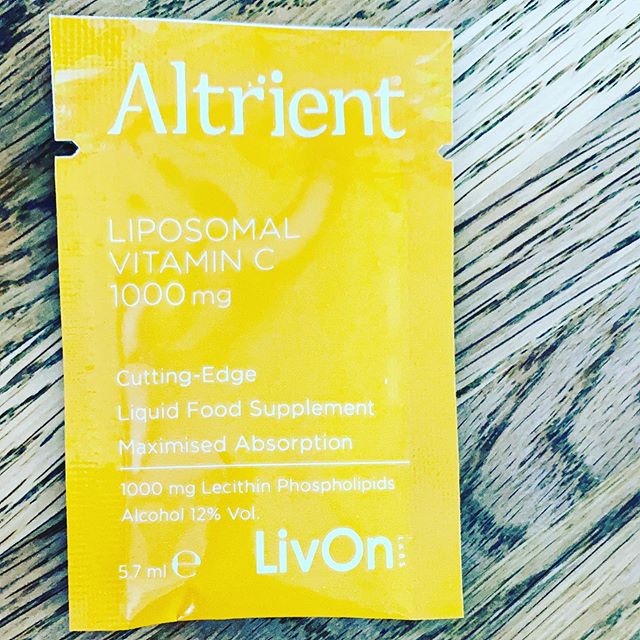 Altrient®
LIPOSOMAL
VITAMIN C
1000 mg
Cutting-Edge
Liquid Food Supplement
Maximised Absorption
1000 mg Lecithin Phospholipids
Alcohol 12% Vol.
5.7 ml ℮
LivOn LABS